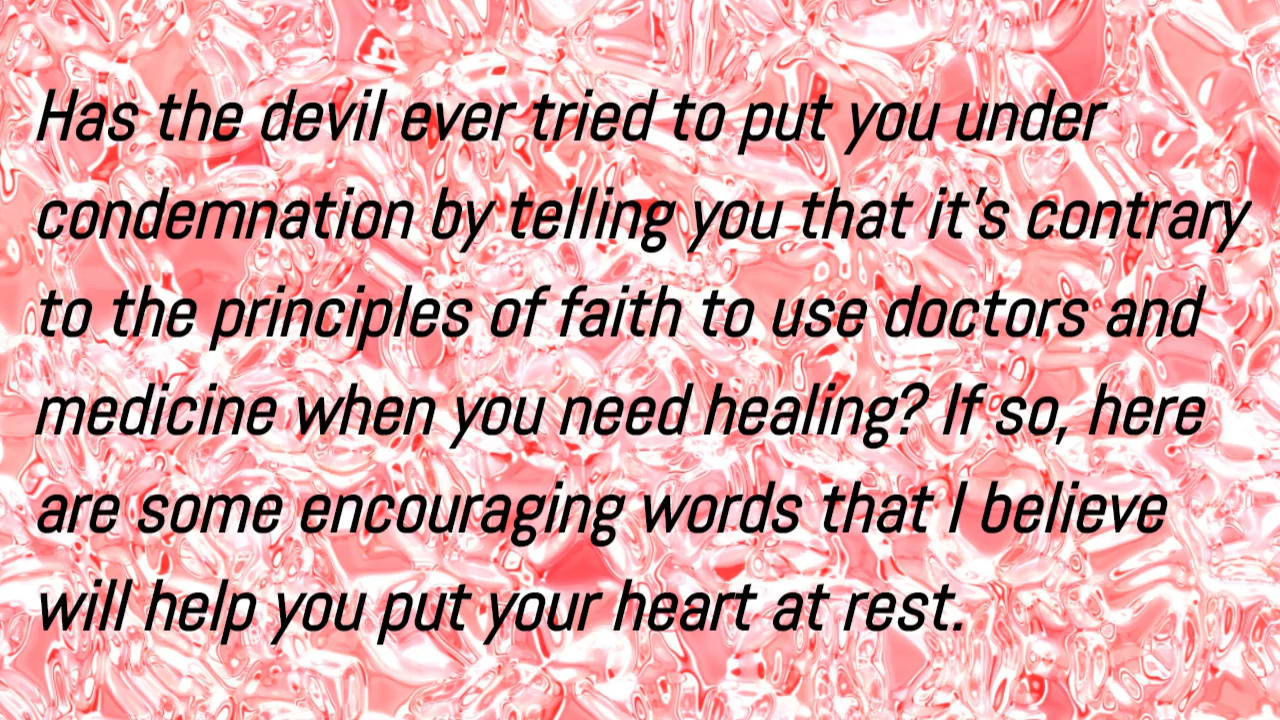 Has the devil ever tried to put you under
condemnation by telling you that it's contrary
to the principles of faith to use doctors and
medicine when you need healing? If so, here
are some encouraging words that I believe
will help you put your heart at rest.